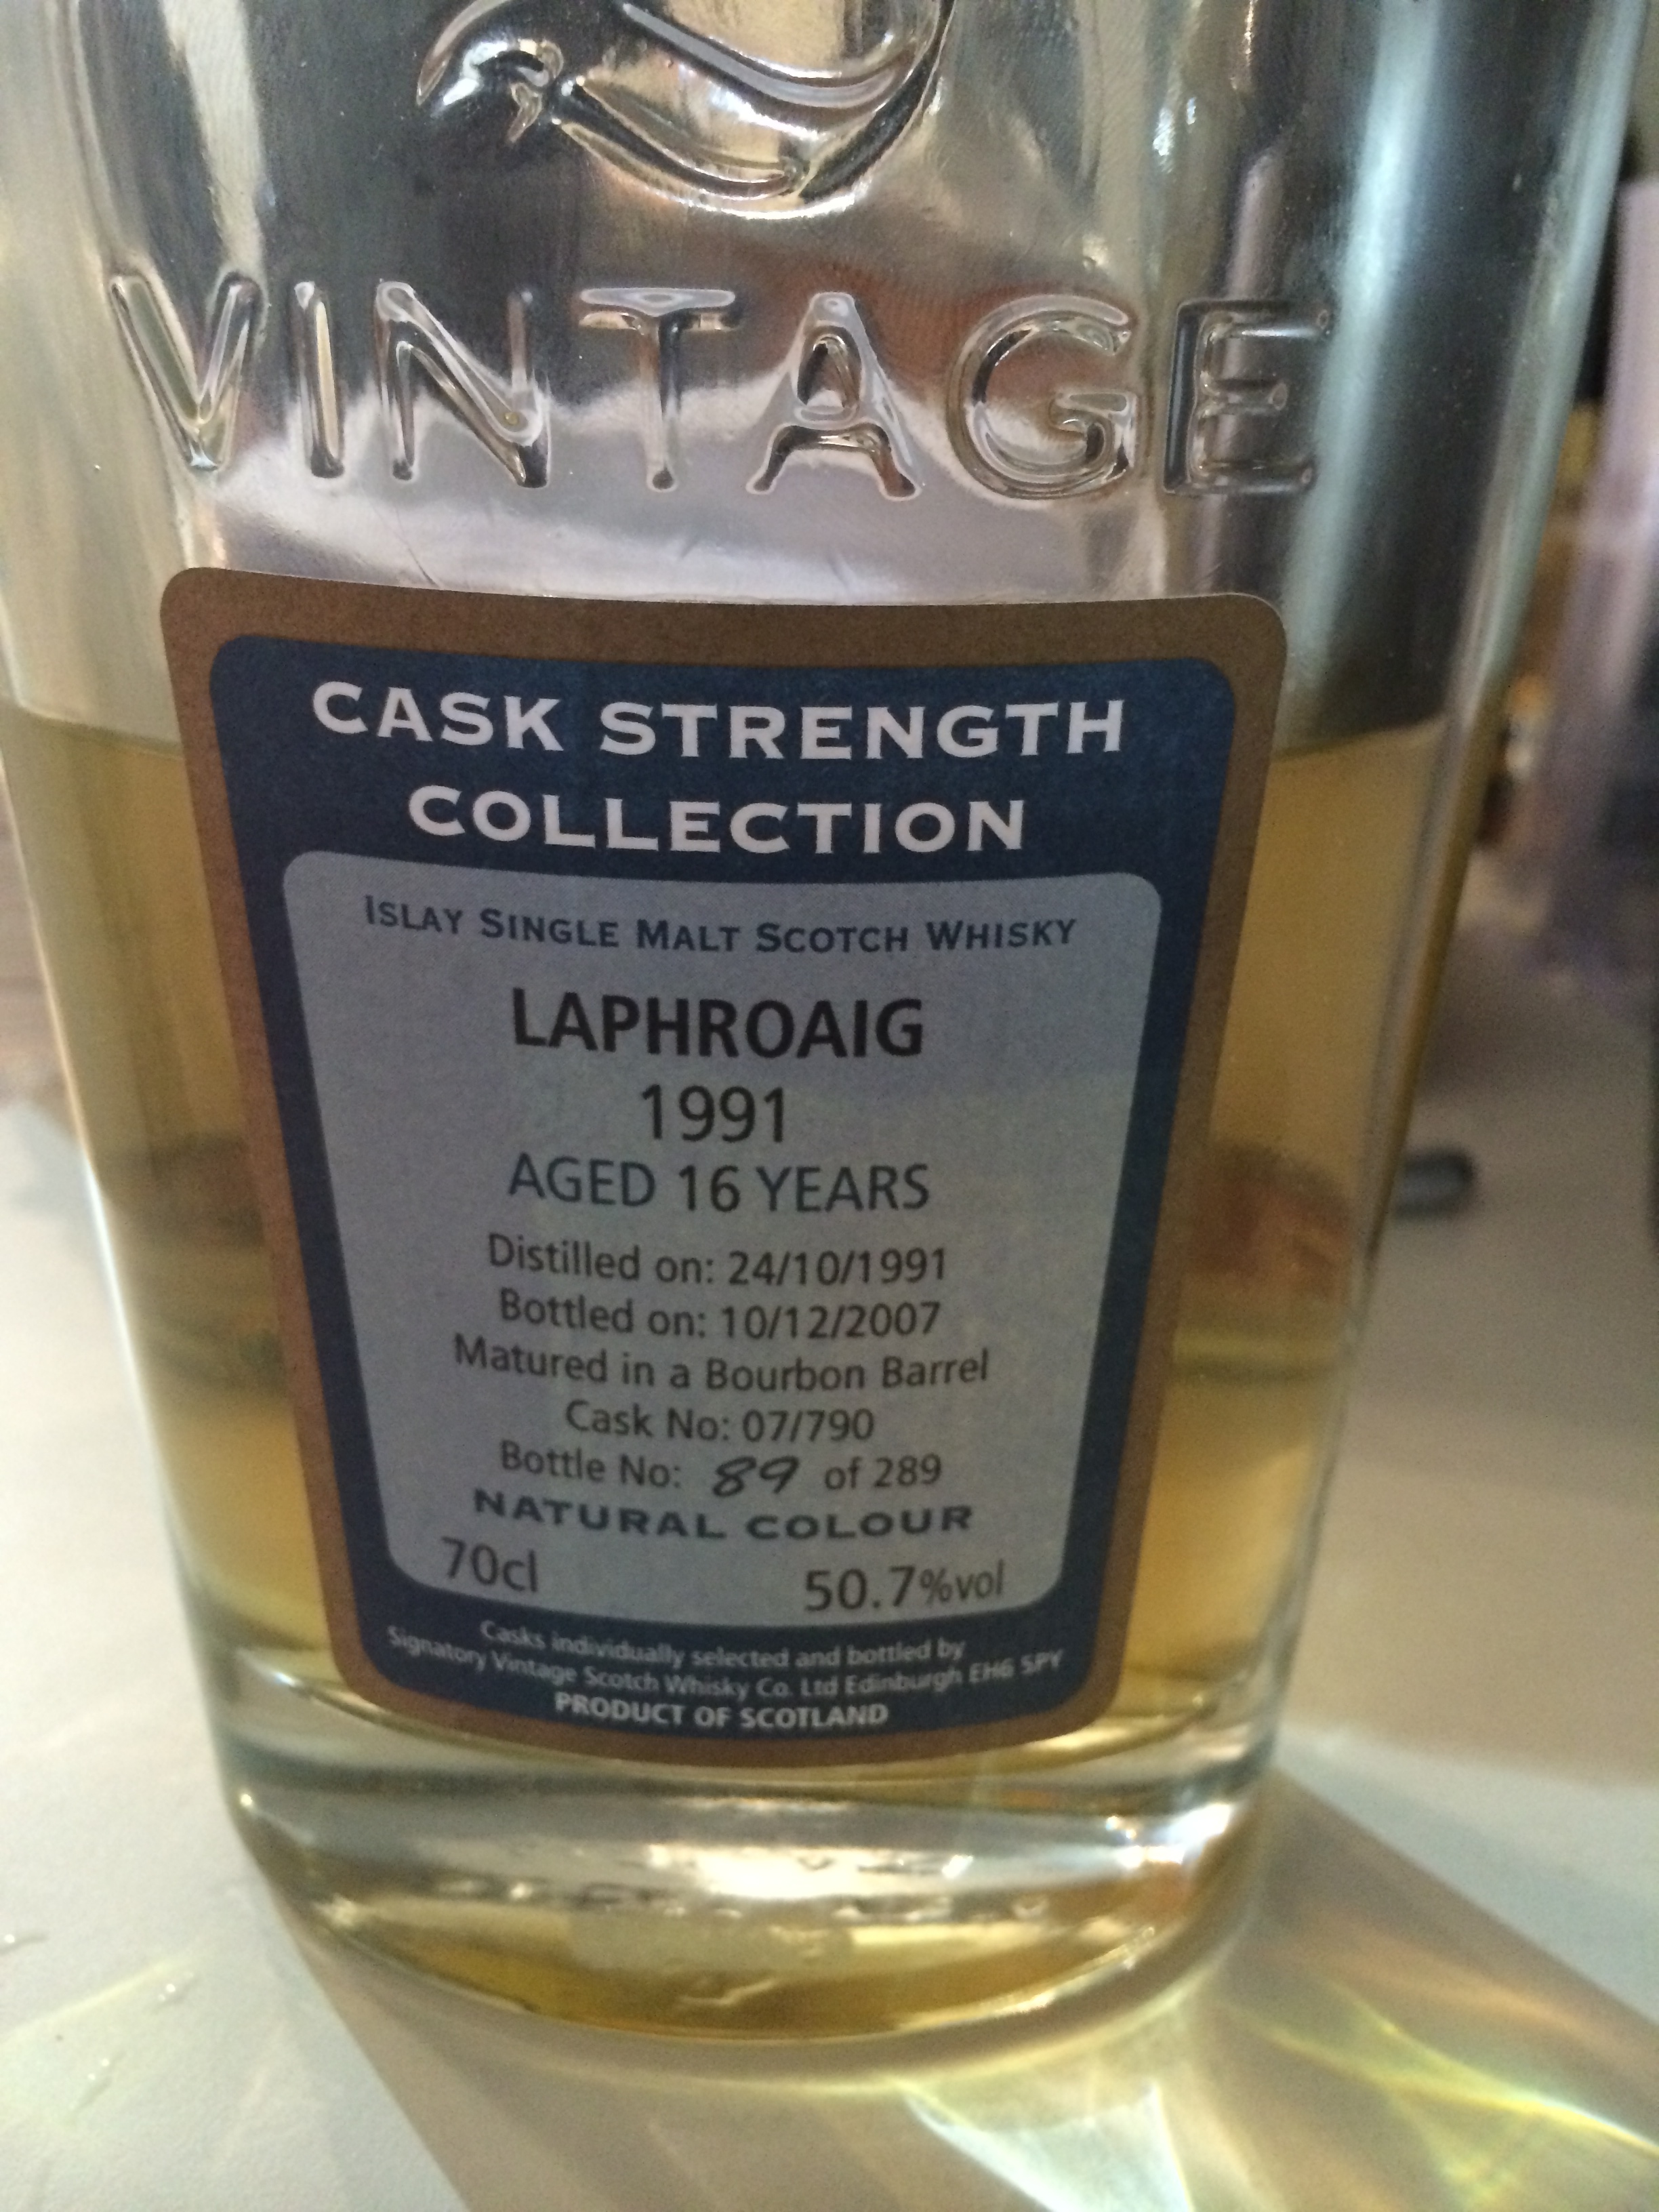 VINTAGE
CASK STRENGTH
COLLECTION
ISLAY SINGLE MALT SCOTCH WHISKY
LAPHROAIG
1991
AGED 16 YEARS
Distilled on: 24/10/1991
Bottled on: 10/12/2007
Matured in a Bourbon Barrel
Cask No: 07/790
Bottle No: 89 of 289
NATURAL COLOUR
70cl 50.7%vol
Casks individually selected and bottled by
Signatory Vintage Scotch Whisky Co. Ltd Edinburgh EH6 5PY
PRODUCT OF SCOTLAND